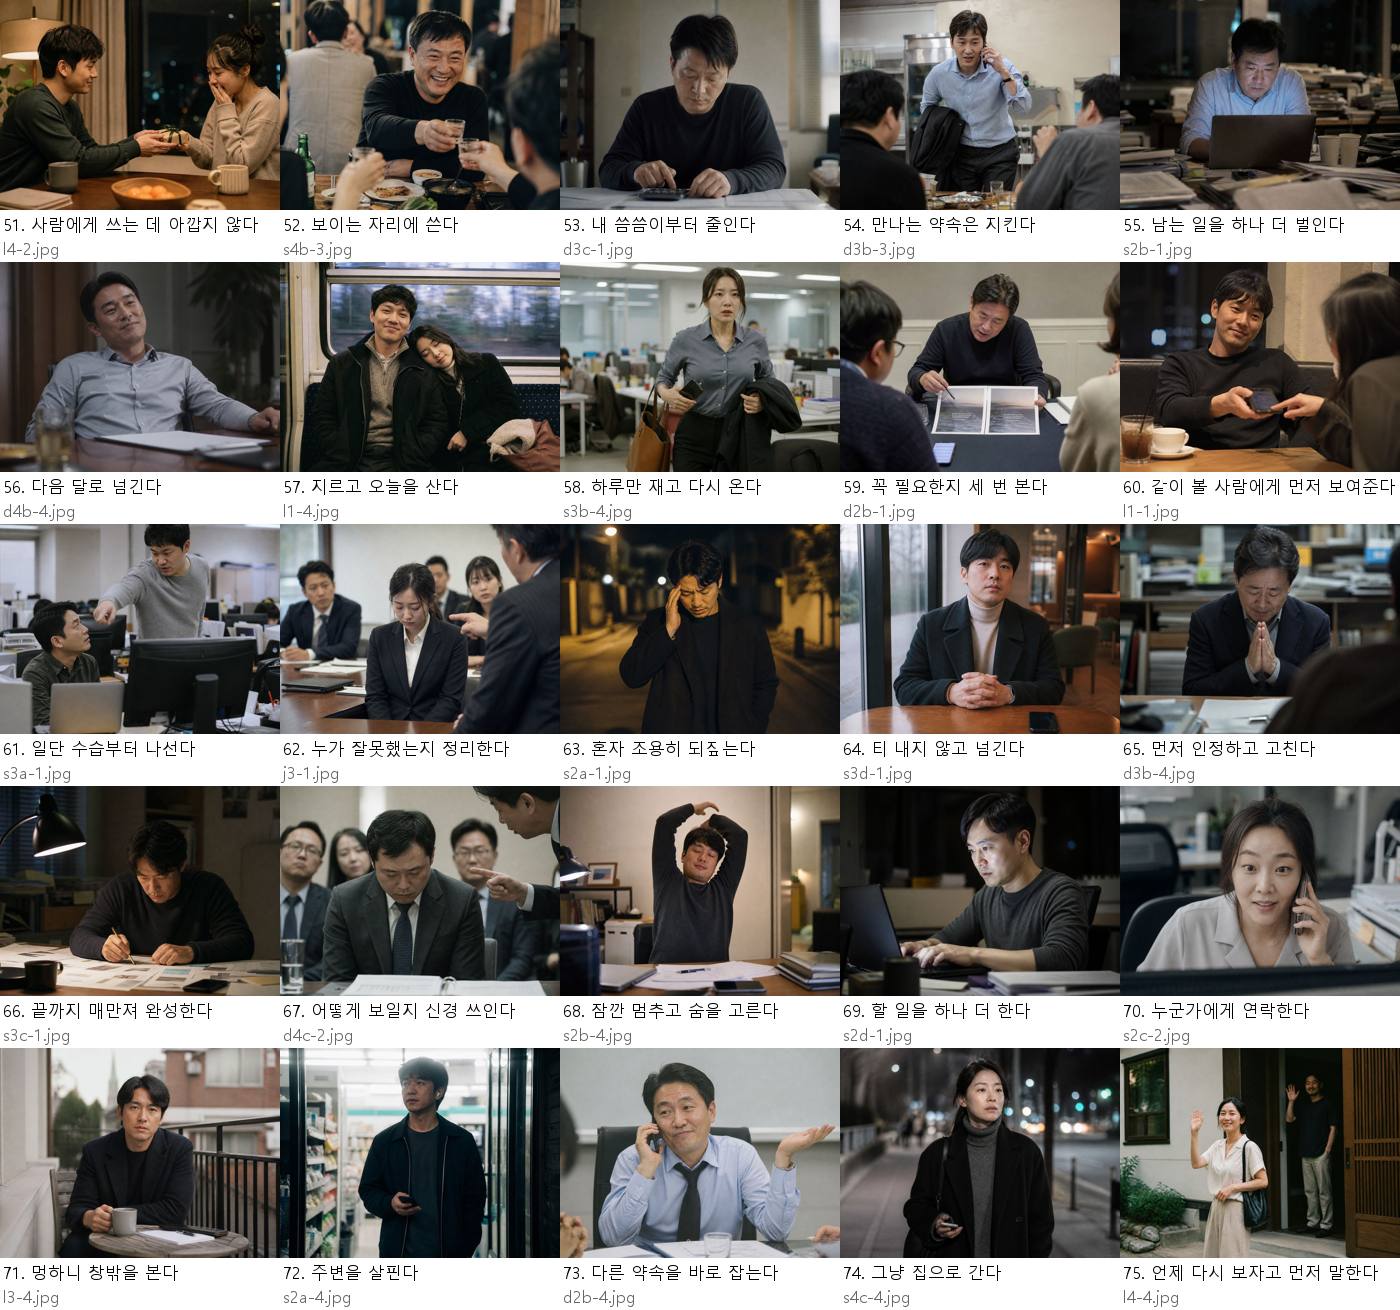 51. 사람에게 쓰는 데 아깝지 않다
l4-2.jpg
52. 보이는 자리에 쓴다
s4b-3.jpg
53. 내 씀씀이부터 줄인다
d3c-1.jpg
54. 만나는 약속은 지킨다
d3b-3.jpg
55. 남는 일을 하나 더 벌인다
s2b-1.jpg
56. 다음 달로 넘긴다
d4b-4.jpg
57. 지르고 오늘을 산다
l1-4.jpg
58. 하루만 재고 다시 온다
s3b-4.jpg
59. 꼭 필요한지 세 번 본다
d2b-1.jpg
60. 같이 볼 사람에게 먼저 보여준다
l1-1.jpg
61. 일단 수습부터 나선다
s3a-1.jpg
62. 누가 잘못했는지 정리한다
j3-1.jpg
63. 혼자 조용히 되짚는다
s2a-1.jpg
64. 티 내지 않고 넘긴다
s3d-1.jpg
65. 먼저 인정하고 고친다
d3b-4.jpg
66. 끝까지 매만져 완성한다
s3c-1.jpg
67. 어떻게 보일지 신경 쓰인다
d4c-2.jpg
68. 잠깐 멈추고 숨을 고른다
s2b-4.jpg
69. 할 일을 하나 더 한다
s2d-1.jpg
70. 누군가에게 연락한다
s2c-2.jpg
71. 멍하니 창밖을 본다
l3-4.jpg
72. 주변을 살핀다
s2a-4.jpg
73. 다른 약속을 바로 잡는다
d2b-4.jpg
74. 그냥 집으로 간다
s4c-4.jpg
75. 언제 다시 보자고 먼저 말한다
l4-4.jpg